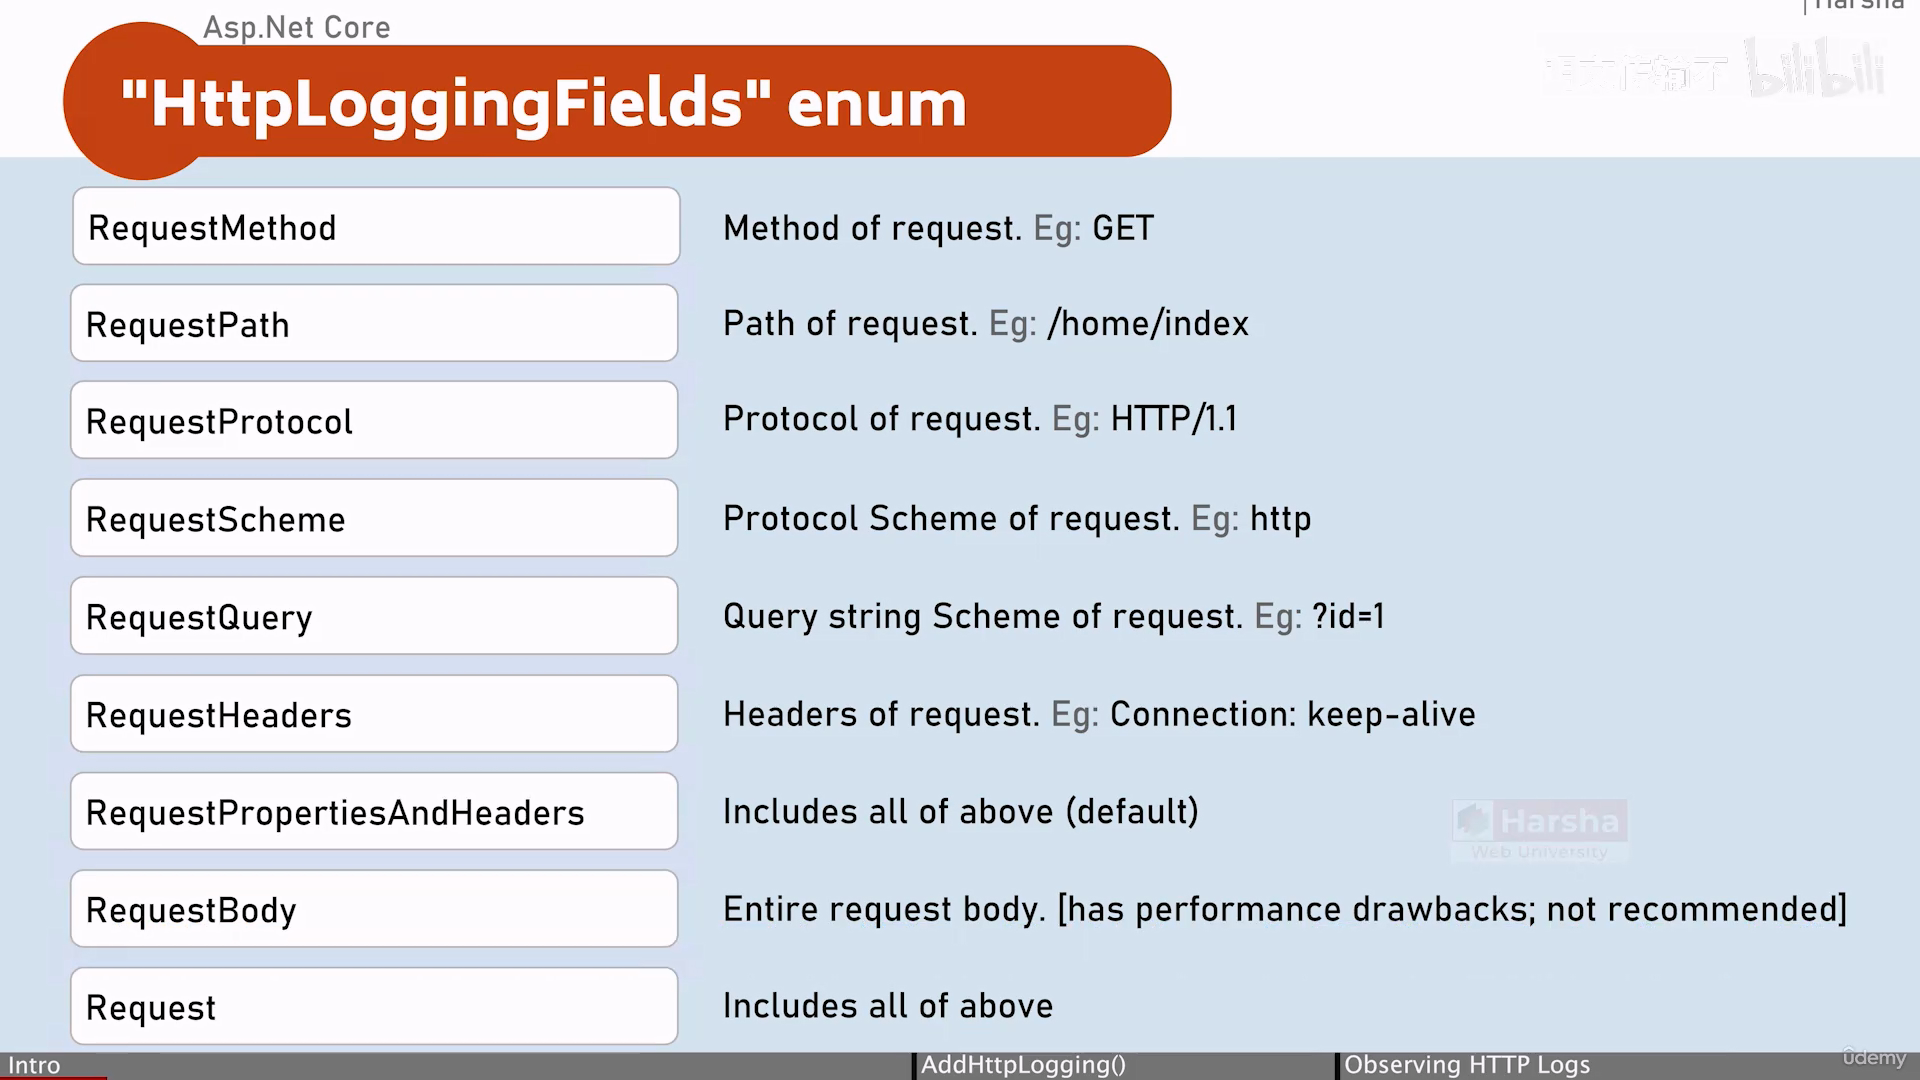 Asp.Net Core
Harsha
"HttpLoggingFields" enum
bilibili
RequestMethod
Method of request. Eg: GET
RequestPath
Path of request. Eg: /home/index
RequestProtocol
Protocol of request. Eg: HTTP/1.1
RequestScheme
Protocol Scheme of request. Eg: http
RequestQuery
Query string Scheme of request. Eg: ?id=1
RequestHeaders
Headers of request. Eg: Connection: keep-alive
RequestPropertiesAndHeaders
Includes all of above (default)
Harsha
Web University
RequestBody
Entire request body. [has performance drawbacks; not recommended]
Request
Includes all of above
Intro
AddHttpLogging()
Observing HTTP Logs
ûdemy